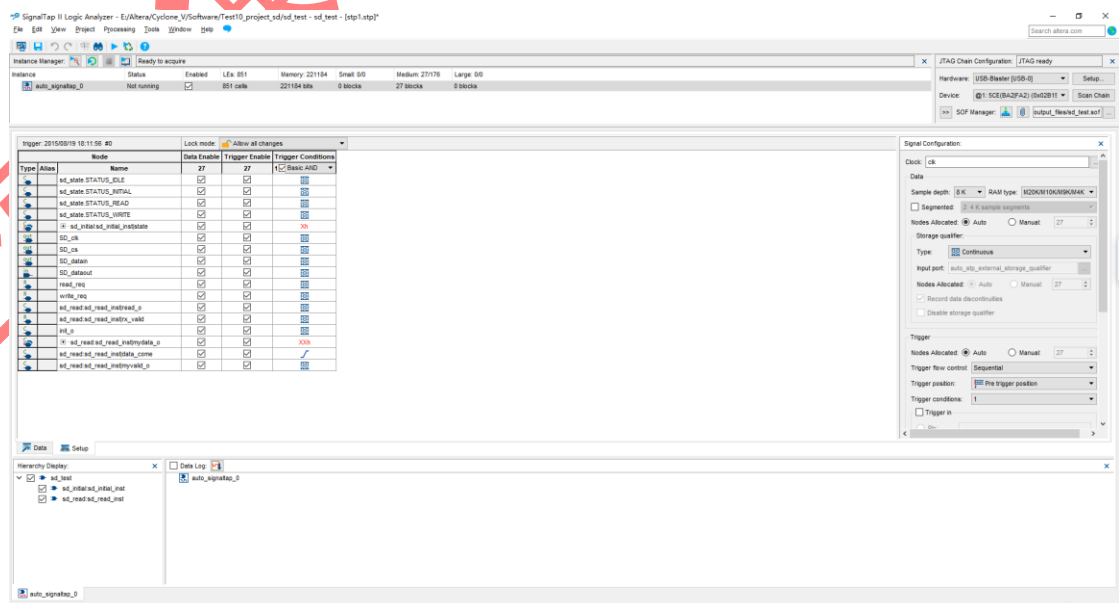 SignalTap II Logic Analyzer - E:/Altera/Cyclone_V/Software/Test10_project_sd/sd_test - sd_test - [stp1.stp]*
File Edit View Project Processing Tools Window Help
Search altera.com
Instance Manager: Ready to acquire
JTAG Chain Configuration: JTAG ready
Instance Status Enabled LEs: 851 Memory: 221184 Small: 0/0 Medium: 27/176 Large: 0/0
auto_signaltap_0 Not running 851 cells 221184 bits 0 blocks 27 blocks 0 blocks
Hardware: USB-Blaster [USB-0] Setup...
Device: Scan Chain
>> SOF Manager: output_files/sd_test.sof ...
trigger: 2015/08/19 18:11:56 #0 Lock mode: Allow all changes
Node Data Enable Trigger Enable Trigger Conditions
Type Alias Name 27 27 1 Basic AND
sd_state.STATUS_IDLE
sd_state.STATUS_INITIAL
sd_state.STATUS_READ
sd_state.STATUS_WRITE
sd_initial:sd_initial_inst|state Xh
SD_clk
SD_cs
SD_datain
SD_dataout
read_req
write_req
sd_read:sd_read_inst|read_o
sd_read:sd_read_inst|rx_valid
init_o
sd_read:sd_read_inst|mydata_o XXh
sd_read:sd_read_inst|data_come
sd_read:sd_read_inst|myvalid_o
Signal Configuration:
Clock: clk
Data
Sample depth: 8 K RAM type: M20K/M10K/M9K/M4K
Segmented: 2 4 K sample segments
Nodes Allocated: Auto Manual: 27
Storage qualifier:
Type: Continuous
Input port: auto_stp_external_storage_qualifier
Nodes Allocated: Auto Manual: 27
Record data discontinuities
Disable storage qualifier
Trigger
Nodes Allocated: Auto Manual: 27
Trigger flow control: Sequential
Trigger position: Pre trigger position
Trigger conditions: 1
Trigger in
Data Setup
Hierarchy Display:
Data Log:
sd_test
sd_initial:sd_initial_inst
sd_read:sd_read_inst
auto_signaltap_0
auto_signaltap_0